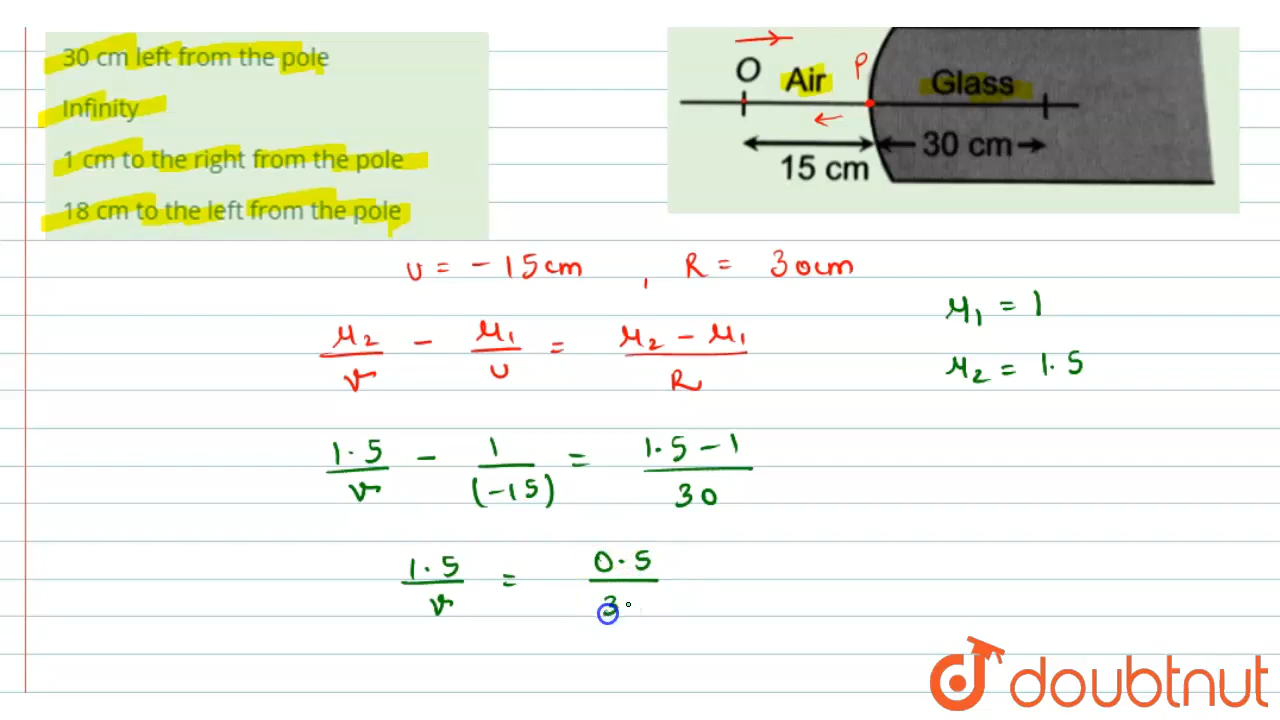 30 cm left from the pole
Infinity
1 cm to the right from the pole
18 cm to the left from the pole
O Air P Glass
15 cm 30 cm
u = -15 cm , R = 30cm
μ1 = 1
μ2 = 1.5
μ2/v - μ1/u = μ2 - μ1/R
1.5/v - 1/(-15) = 1.5 - 1/30
1.5/v = 0.5/3
doubtnut